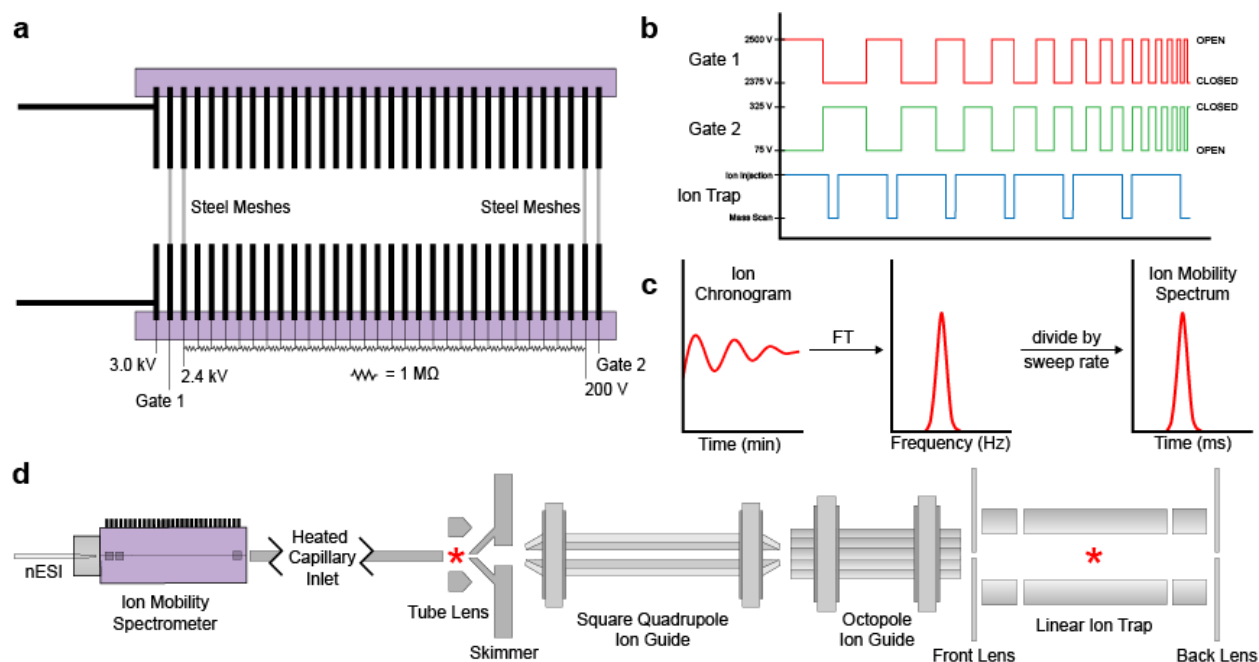 a
Steel Meshes
Steel Meshes
3.0 kV
2.4 kV
Gate 1
= 1 MΩ
Gate 2
200 V
b
Gate 1
2500 V
2375 V
OPEN
CLOSED
Gate 2
325 V
75 V
CLOSED
OPEN
Ion Trap
Ion Injection
Mass Scan
c
Ion
Chronogram
Time (min)
FT
Frequency (Hz)
divide by
sweep rate
Ion Mobility
Spectrum
Time (ms)
d
nESI
Ion Mobility
Spectrometer
Heated
Capillary
Inlet
*
Tube Lens
Skimmer
Square Quadrupole
Ion Guide
Octopole
Ion Guide
Front Lens
*
Linear Ion Trap
Back Lens